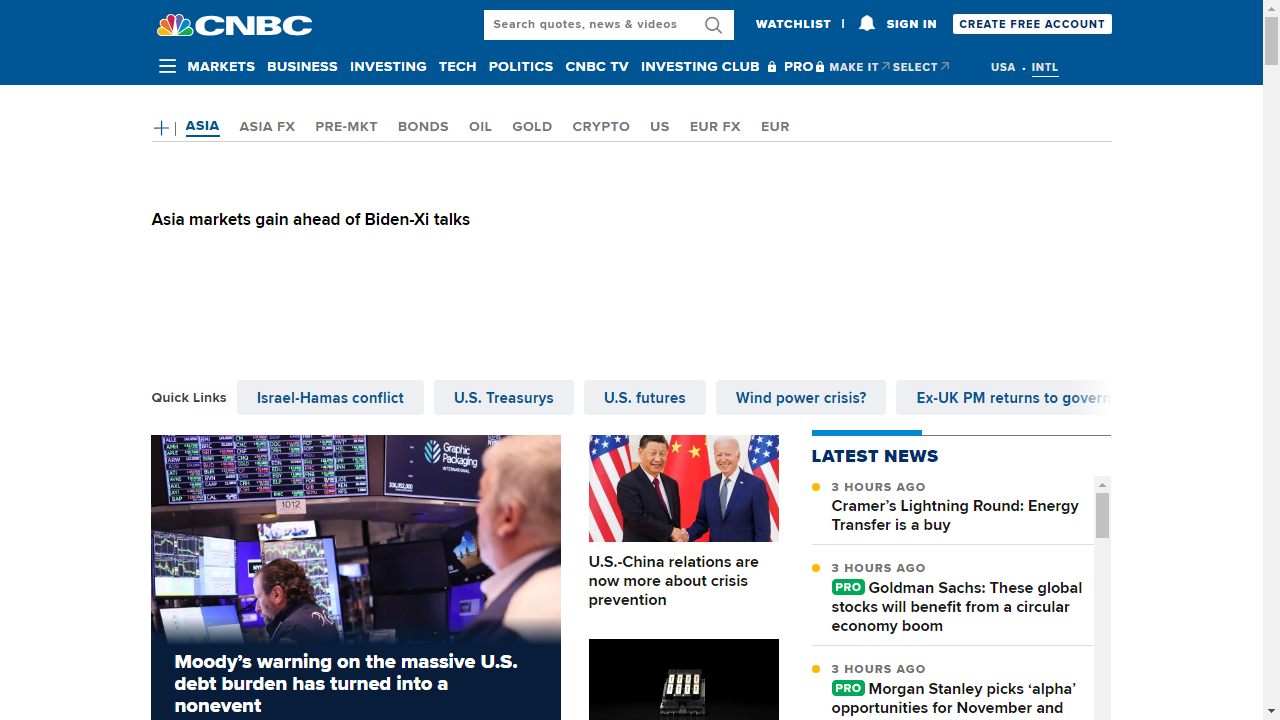 CNBC
Search quotes, news & videos
WATCHLIST
SIGN IN
CREATE FREE ACCOUNT
MARKETS BUSINESS INVESTING TECH POLITICS CNBC TV INVESTING CLUB PRO MAKE IT SELECT USA INTL
ASIA ASIA FX PRE-MKT BONDS OIL GOLD CRYPTO US EUR FX EUR
Asia markets gain ahead of Biden-Xi talks
Quick Links
Israel-Hamas conflict
U.S. Treasurys
U.S. futures
Wind power crisis?
Ex-UK PM returns to govern
Graphic
Packaging
INTERNATIONAL
1012
Moody’s warning on the massive U.S.
debt burden has turned into a
nonevent
U.S.-China relations are
now more about crisis
prevention
LATEST NEWS
3 HOURS AGO
Cramer’s Lightning Round: Energy
Transfer is a buy
3 HOURS AGO
PRO Goldman Sachs: These global
stocks will benefit from a circular
economy boom
3 HOURS AGO
PRO Morgan Stanley picks ‘alpha’
opportunities for November and